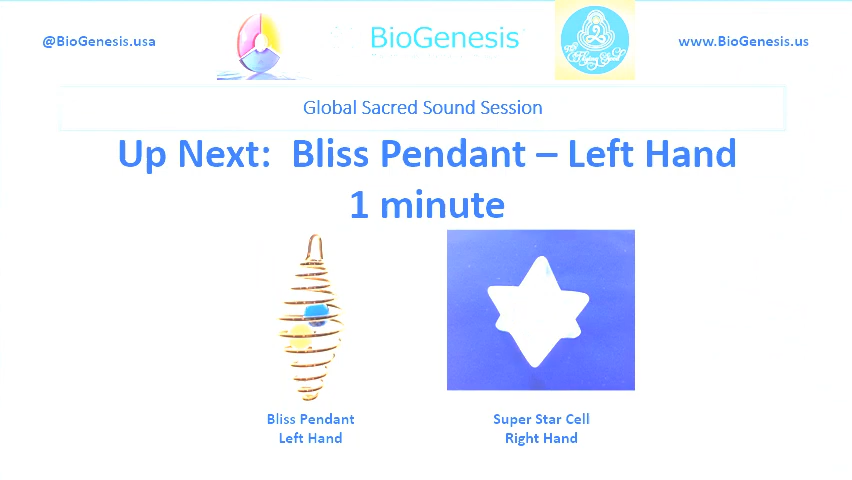 @BioGenesis.usa
BioGenesis
www.BioGenesis.us
Global Sacred Sound Session
Up Next: Bliss Pendant – Left Hand
1 minute
Bliss Pendant
Left Hand
Super Star Cell
Right Hand